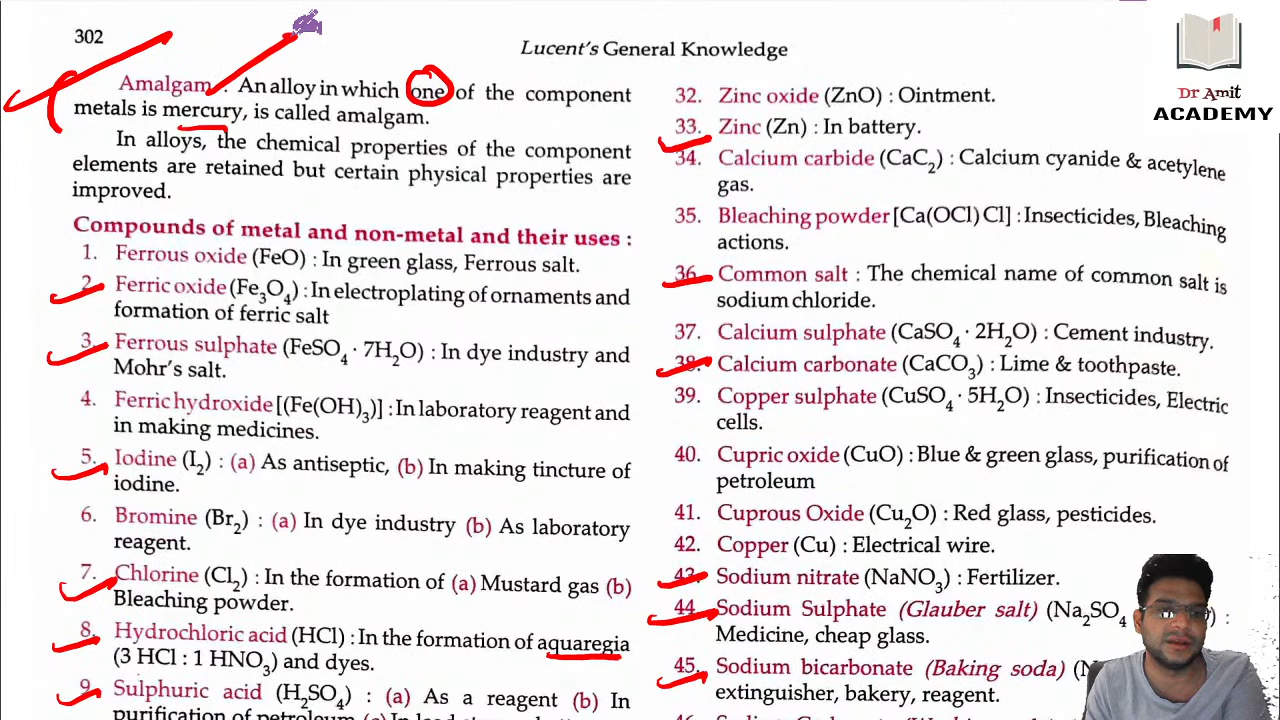 302
Lucent's General Knowledge
Amalgam : An alloy in which one of the component
metals is mercury, is called amalgam.
In alloys, the chemical properties of the component
elements are retained but certain physical properties are
improved.
Compounds of metal and non-metal and their uses :
1. Ferrous oxide (FeO) : In green glass, Ferrous salt.
2. Ferric oxide (Fe₃O₄) : In electroplating of ornaments and
formation of ferric salt
3. Ferrous sulphate (FeSO₄ · 7H₂O) : In dye industry and
Mohr's salt.
4. Ferric hydroxide [(Fe(OH)₃)] : In laboratory reagent and
in making medicines.
5. Iodine (I₂) : (a) As antiseptic, (b) In making tincture of
iodine.
6. Bromine (Br₂) : (a) In dye industry (b) As laboratory
reagent.
7. Chlorine (Cl₂) : In the formation of (a) Mustard gas (b)
Bleaching powder.
8. Hydrochloric acid (HCl) : In the formation of aquaregia
(3 HCl : 1 HNO₃) and dyes.
9. Sulphuric acid (H₂SO₄) : (a) As a reagent (b) In
purification of petroleum
32. Zinc oxide (ZnO) : Ointment.
33. Zinc (Zn) : In battery.
34. Calcium carbide (CaC₂) : Calcium cyanide & acetylene
gas.
35. Bleaching powder [Ca(OCl) Cl] : Insecticides, Bleaching
actions.
36. Common salt : The chemical name of common salt is
sodium chloride.
37. Calcium sulphate (CaSO₄ · 2H₂O) : Cement industry.
38. Calcium carbonate (CaCO₃) : Lime & toothpaste.
39. Copper sulphate (CuSO₄ · 5H₂O) : Insecticides, Electric
cells.
40. Cupric oxide (CuO) : Blue & green glass, purification of
petroleum
41. Cuprous Oxide (Cu₂O) : Red glass, pesticides.
42. Copper (Cu) : Electrical wire.
43. Sodium nitrate (NaNO₃) : Fertilizer.
44. Sodium Sulphate (Glauber salt) (Na₂SO₄ :
Medicine, cheap glass.
45. Sodium bicarbonate (Baking soda)
extinguisher, bakery, reagent.
Dr Amit
ACADEMY